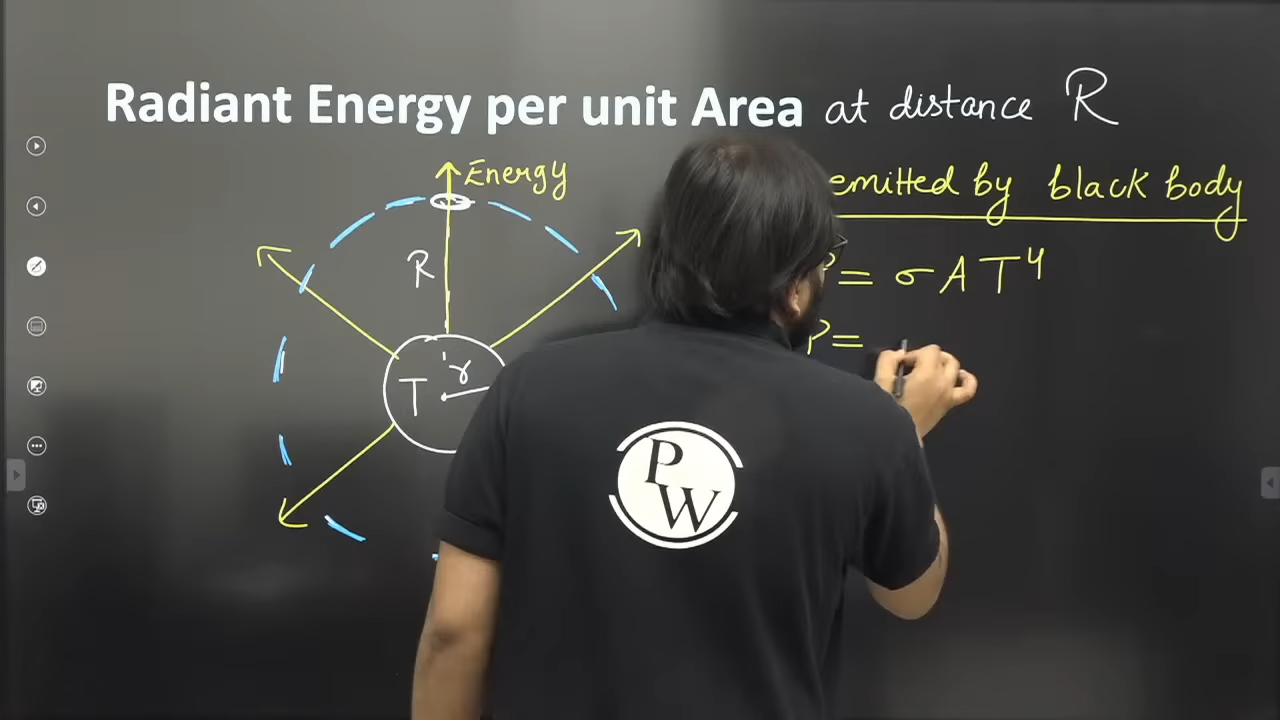 Radiant Energy per unit Area at distance R
Energy
emitted by black body
R
P = σ A T⁴
P =
r
T
PW